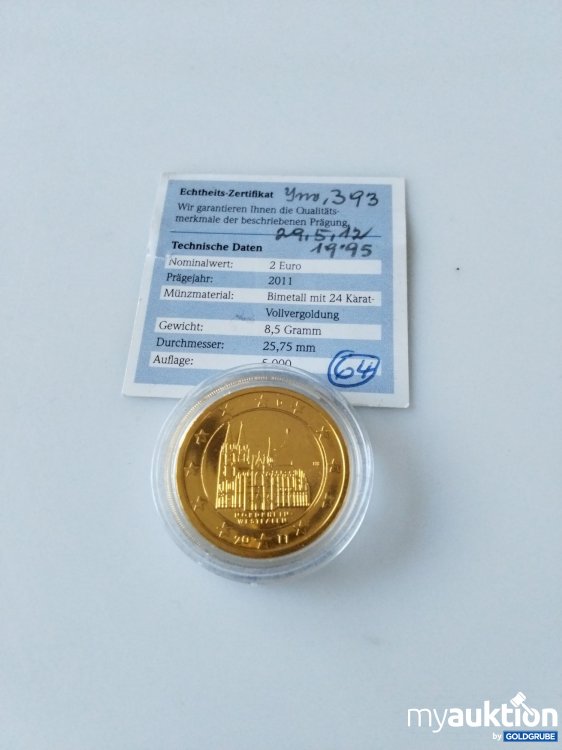 Echtheits-Zertifikat
393
Wir garantieren Ihnen die Qualitäts-
merkmale der beschriebenen Prägung.
29.5.12
Technische Daten 19.95
Nominalwert: 2 Euro
Prägejahr: 2011
Münzmaterial: Bimetall mit 24 Karat-
Vollvergoldung
Gewicht: 8,5 Gramm
Durchmesser: 25,75 mm
Auflage: 5.000
64
NORDRHEIN-
WESTFALEN
20 11
myauktion
by GOLDGRUBE